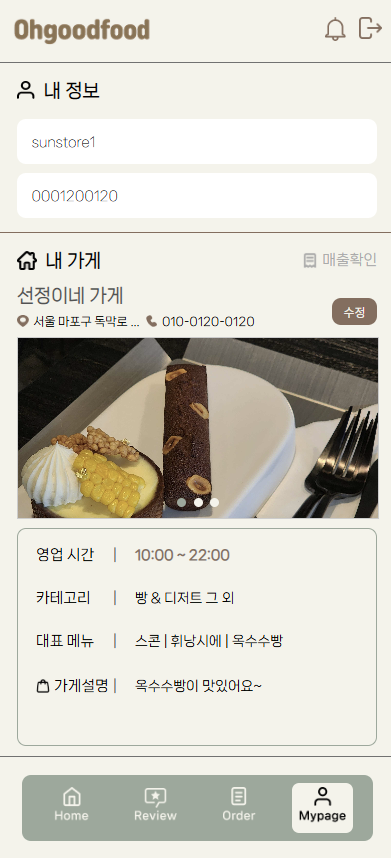 Ohgoodfood
내 정보
sunstore1
0001200120
내 가게
매출확인
선정이네 가게
수정
서울 마포구 독막로 ... 010-0120-0120
영업 시간 | 10:00 ~ 22:00
카테고리 | 빵 & 디저트 그 외
대표 메뉴 | 스콘 | 휘낭시에 | 옥수수빵
가게설명 | 옥수수빵이 맛있어요~
Home Review Order Mypage